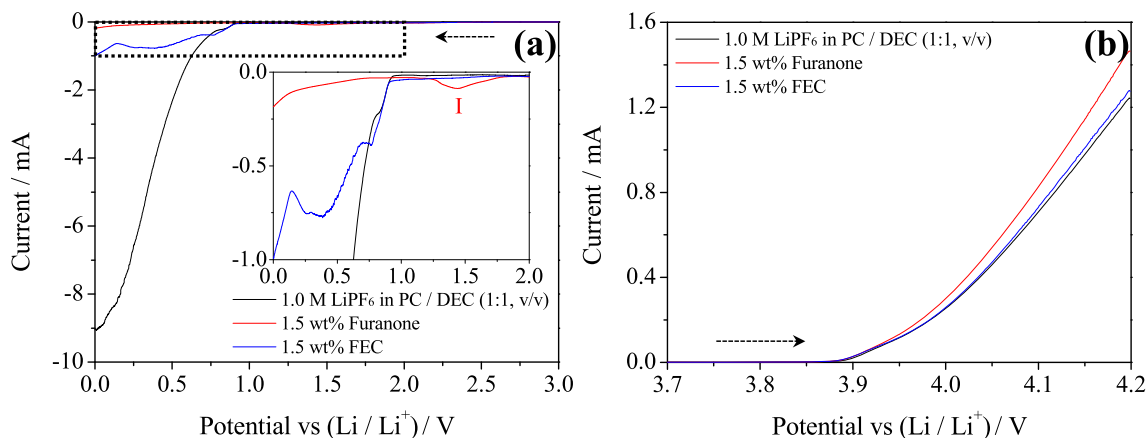 (a)
0
-2
-4
-6
-8
-10
0.0 0.5 1.0 1.5 2.0 2.5 3.0
Current / mA
Potential vs (Li / Li⁺) / V
0.0
-0.5
-1.0
0.0 0.5 1.0 1.5 2.0
I
1.0 M LiPF₆ in PC / DEC (1:1, v/v)
1.5 wt% Furanone
1.5 wt% FEC
(b)
1.6
1.2
0.8
0.4
0.0
3.7 3.8 3.9 4.0 4.1 4.2
Current / mA
Potential vs (Li / Li⁺) / V
1.0 M LiPF₆ in PC / DEC (1:1, v/v)
1.5 wt% Furanone
1.5 wt% FEC